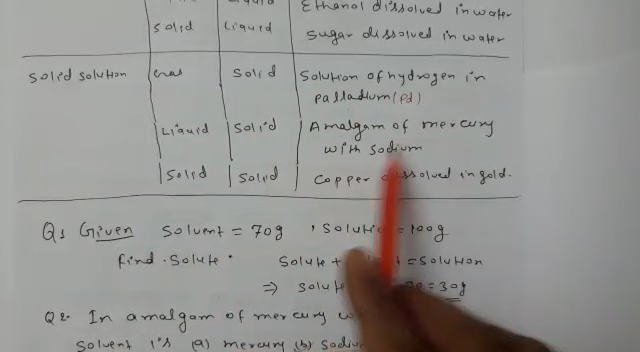 Ethanol dissolved in water
Solid Liquid Sugar dissolved in water
Solid solution Gas Solid Solution of hydrogen in
palladium (Pd)
Liquid Solid Amalgam of mercury
with sodium
Solid Solid Copper dissolved in gold.
Q1 Given Solvent = 70g , Solution = 100g
find . Solute . Solute + = Solution
⇒ = 30g
Q2. In amalgam of mercury
Solvent is (a) mercury (b)